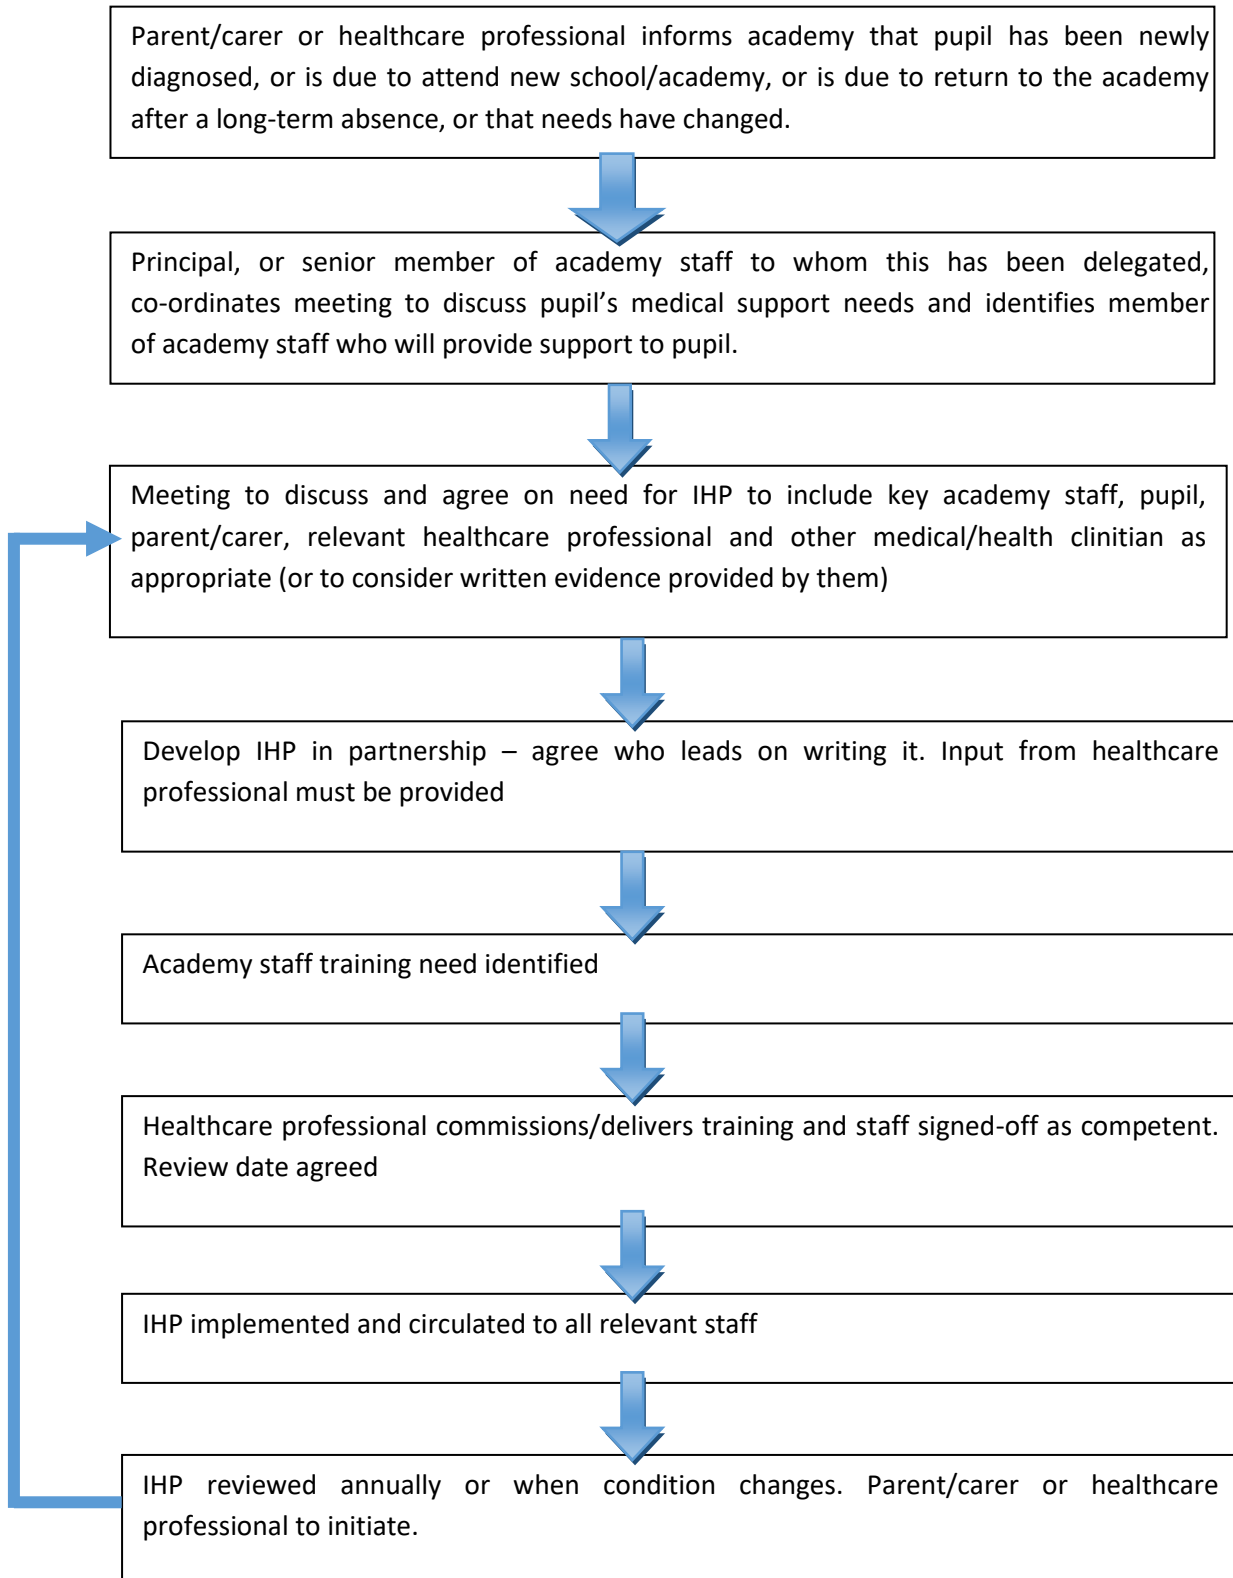 Parent/carer or healthcare professional informs academy that pupil has been newly
diagnosed, or is due to attend new school/academy, or is due to return to the academy
after a long-term absence, or that needs have changed.
Principal, or senior member of academy staff to whom this has been delegated,
co-ordinates meeting to discuss pupil’s medical support needs and identifies member
of academy staff who will provide support to pupil.
Meeting to discuss and agree on need for IHP to include key academy staff, pupil,
parent/carer, relevant healthcare professional and other medical/health clinitian as
appropriate (or to consider written evidence provided by them)
Develop IHP in partnership – agree who leads on writing it. Input from healthcare
professional must be provided
Academy staff training need identified
Healthcare professional commissions/delivers training and staff signed-off as competent.
Review date agreed
IHP implemented and circulated to all relevant staff
IHP reviewed annually or when condition changes. Parent/carer or healthcare
professional to initiate.